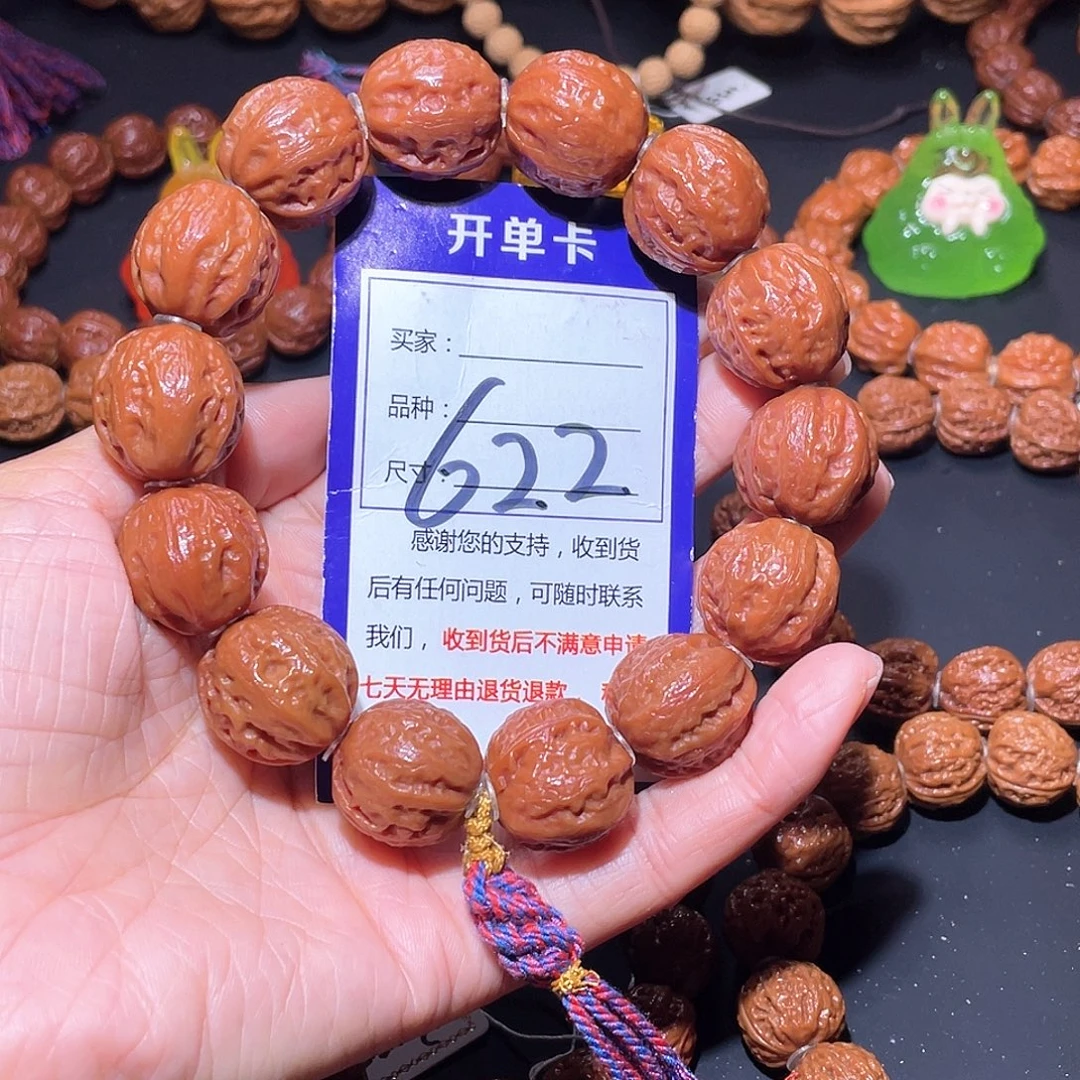 开单卡
买家：
品种：
尺寸：
622
感谢您的支持，收到货
后有任何问题，可随时联系
我们，收到货后不满意申请
七天无理由退货退款。